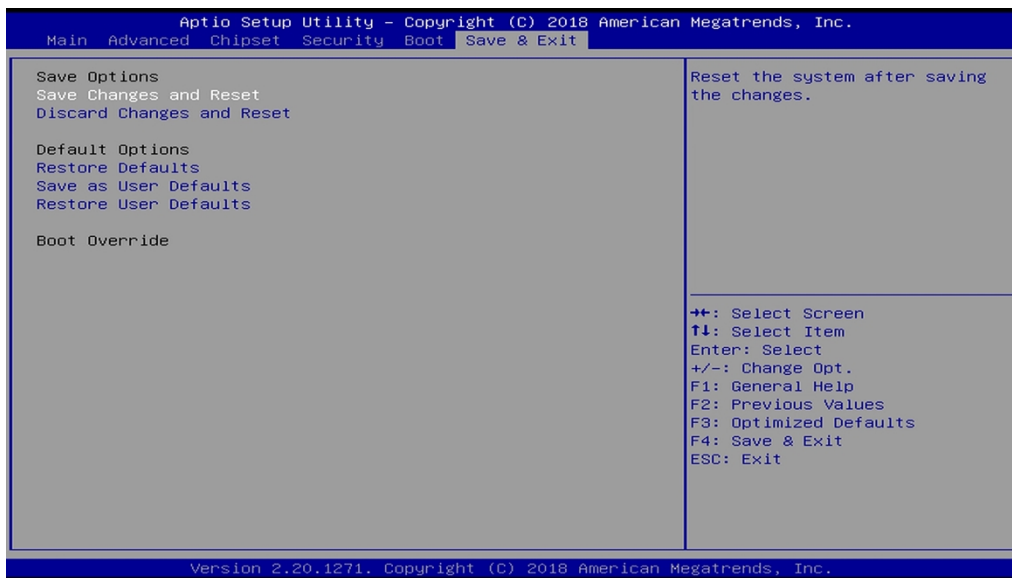 Aptio Setup Utility – Copyright (C) 2018 American Megatrends, Inc.
Main Advanced Chipset Security Boot Save & Exit
Save Options
Save Changes and Reset
Discard Changes and Reset
Default Options
Restore Defaults
Save as User Defaults
Restore User Defaults
Boot Override
Reset the system after saving
the changes.
→←: Select Screen
↑↓: Select Item
Enter: Select
+/-: Change Opt.
F1: General Help
F2: Previous Values
F3: Optimized Defaults
F4: Save & Exit
ESC: Exit
Version 2.20.1271. Copyright (C) 2018 American Megatrends, Inc.